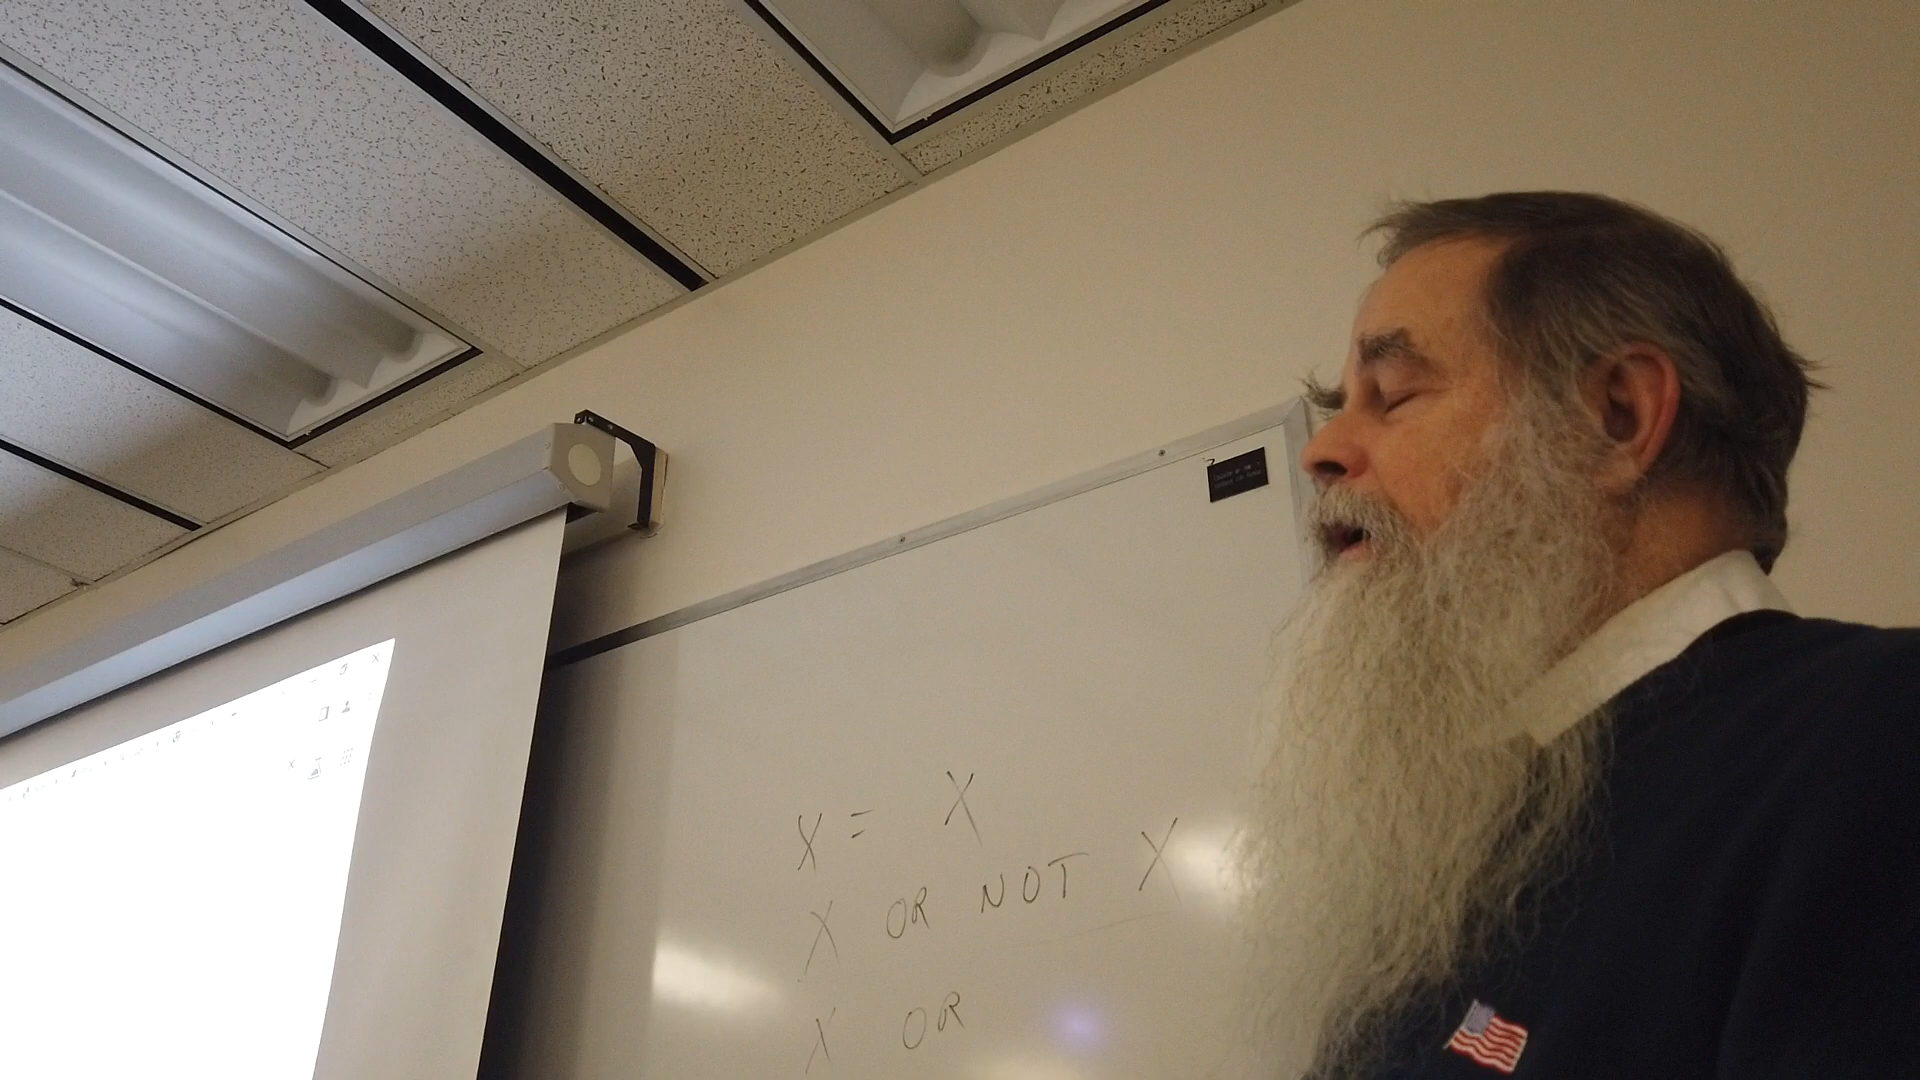 X = X
X OR NOT X
X OR